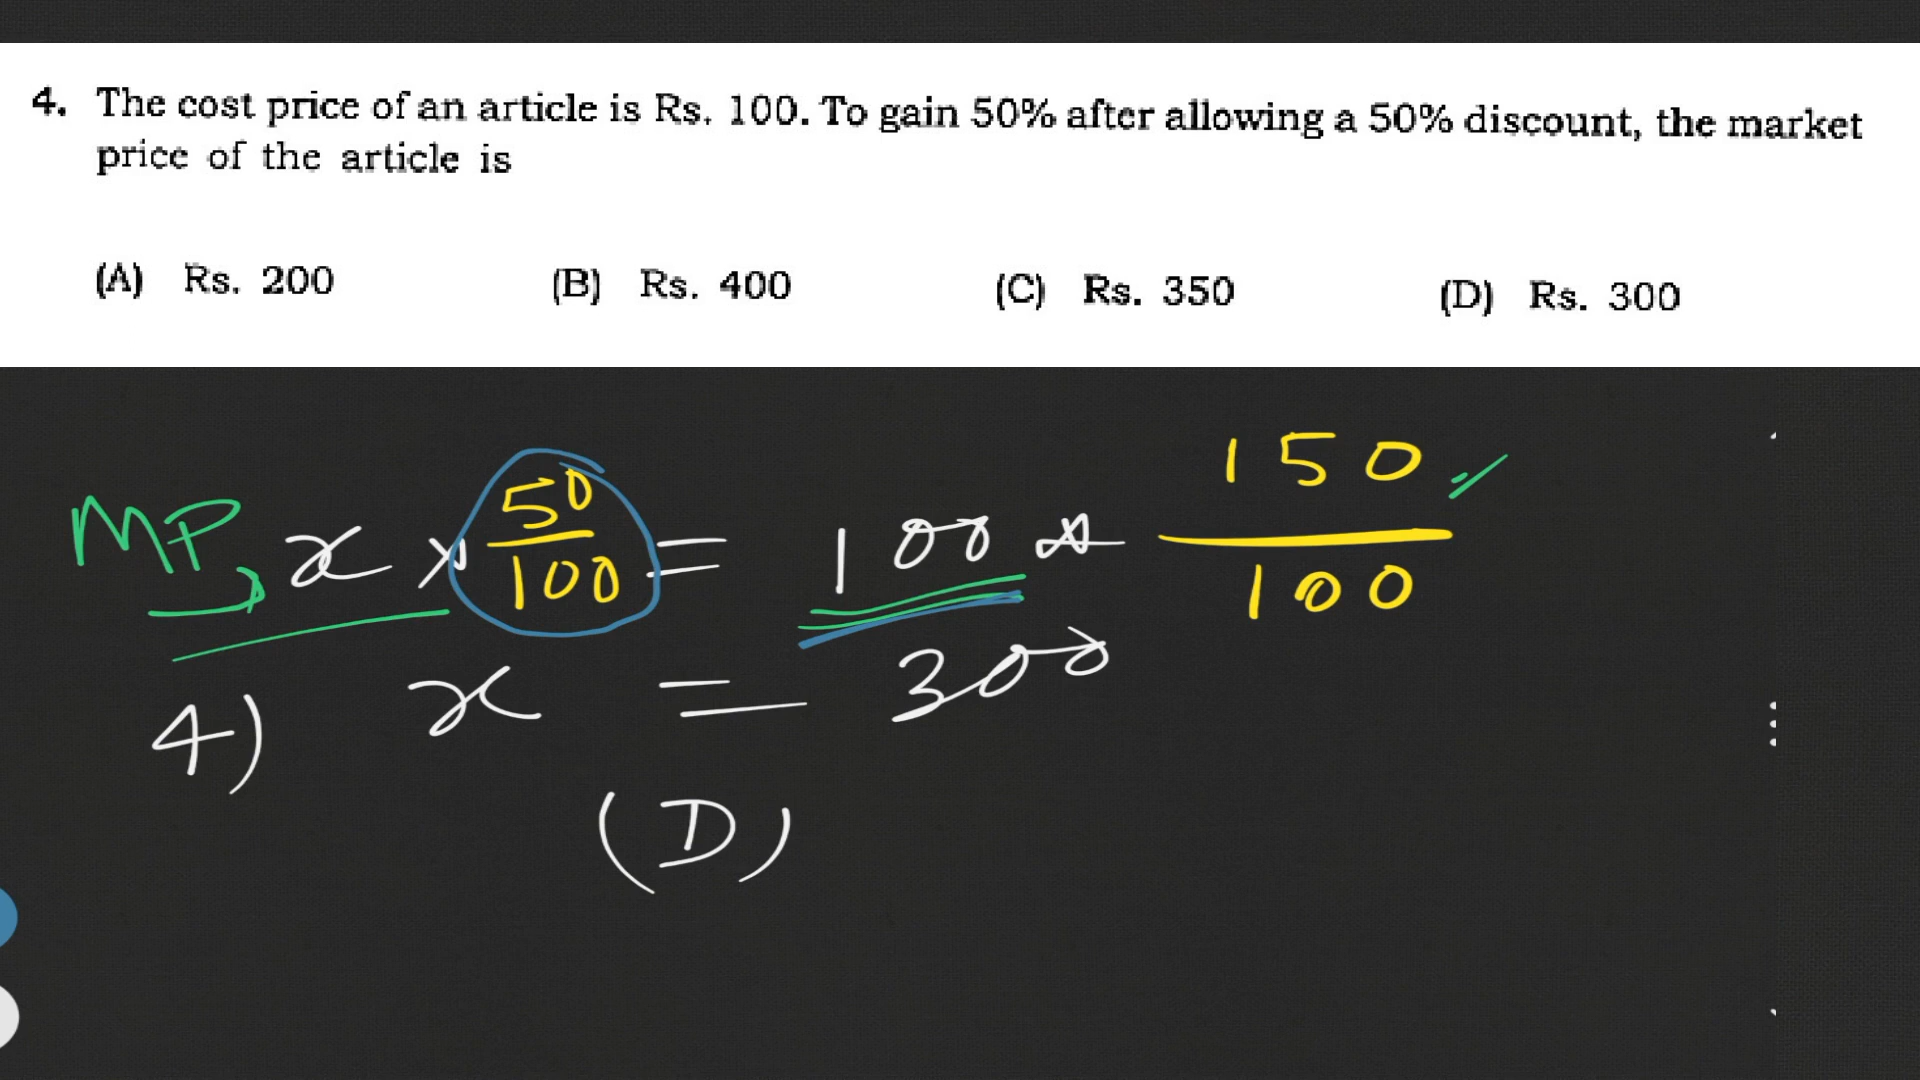 4. The cost price of an article is Rs. 100. To gain 50% after allowing a 50% discount, the market
price of the article is
(A) Rs. 200 (B) Rs. 400 (C) Rs. 350 (D) Rs. 300
MP x × 50/100 = 100 × 150/100
4) x = 300
(D)